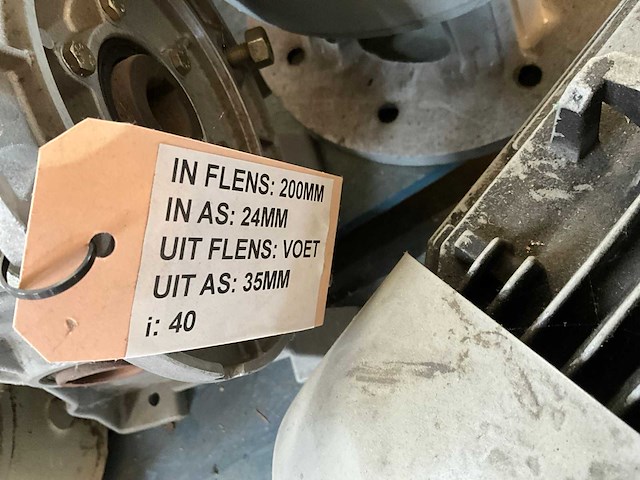 IN FLENS: 200MM
IN AS: 24MM
UIT FLENS: VOET
UIT AS: 35MM
i: 40